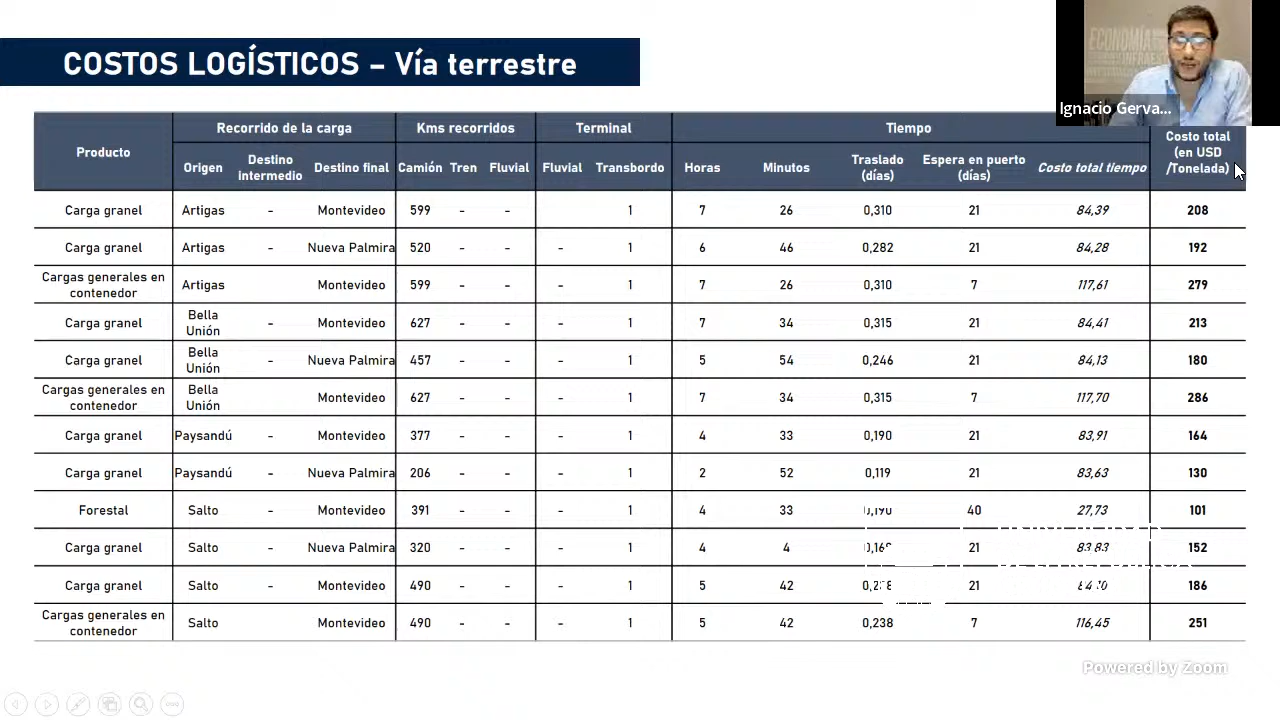 COSTOS LOGÍSTICOS – Vía terrestre
ECONOMÍA
Ignacio Gerva...
Producto
Recorrido de la carga
Kms recorridos
Terminal
Tiempo
Costo total (en USD /Tonelada)
Origen Destino intermedio Destino final Camión Tren Fluvial Fluvial Transbordo Horas Minutos Traslado (días) Espera en puerto (días) Costo total tiempo
Carga granel Artigas - Montevideo 599 - - 1 7 26 0,310 21 84,39 208
Carga granel Artigas - Nueva Palmira 520 - - - 1 6 46 0,282 21 84,28 192
Cargas generales en contenedor Artigas Montevideo 599 - - - 1 7 26 0,310 7 117,61 279
Carga granel Bella Unión - Montevideo 627 - - - 1 7 34 0,315 21 84,41 213
Carga granel Bella Unión - Nueva Palmira 457 - - - 1 5 54 0,246 21 84,13 180
Cargas generales en contenedor Bella Unión Montevideo 627 - - - 1 7 34 0,315 7 117,70 286
Carga granel Paysandú - Montevideo 377 - - - 1 4 33 0,190 21 83,91 164
Carga granel Paysandú - Nueva Palmira 206 - - - 1 2 52 0,119 21 83,63 130
Forestal Salto - Montevideo 391 - - - 1 4 33 40 27,73 101
Carga granel Salto - Nueva Palmira 320 - - - 1 4 4 21 83,83 152
Carga granel Salto - Montevideo 490 - - - 1 5 42 21 186
Cargas generales en contenedor Salto Montevideo 490 - - - 1 5 42 0,238 7 116,45 251
Powered by Zoom